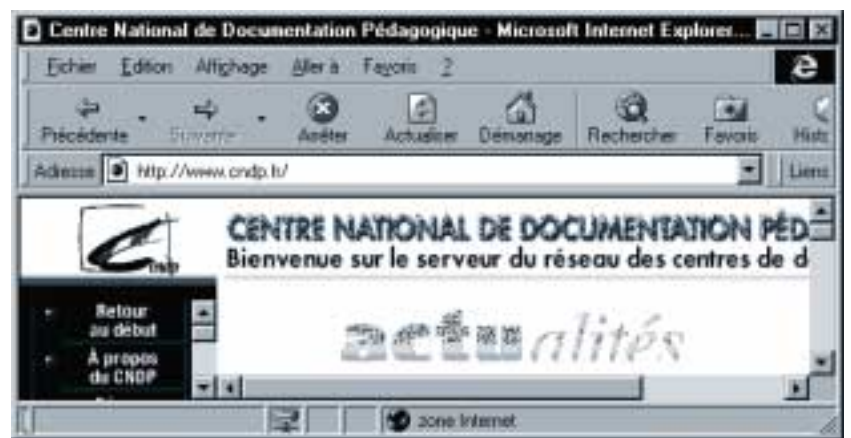 Centre National de Documentation Pédagogique - Microsoft Internet Explorer...
Fichier Edition Affichage Aller à Favoris ?
Précédente Suivante Arrêter Actualiser Démarrage Rechercher Favoris Histo
Adresse http://www.cndp.fr/ Liens
CENTRE NATIONAL DE DOCUMENTATION PÉD
Bienvenue sur le serveur du réseau des centres de d
Cndp
Retour
au début
À propos
du CNDP
actualités
zone Internet